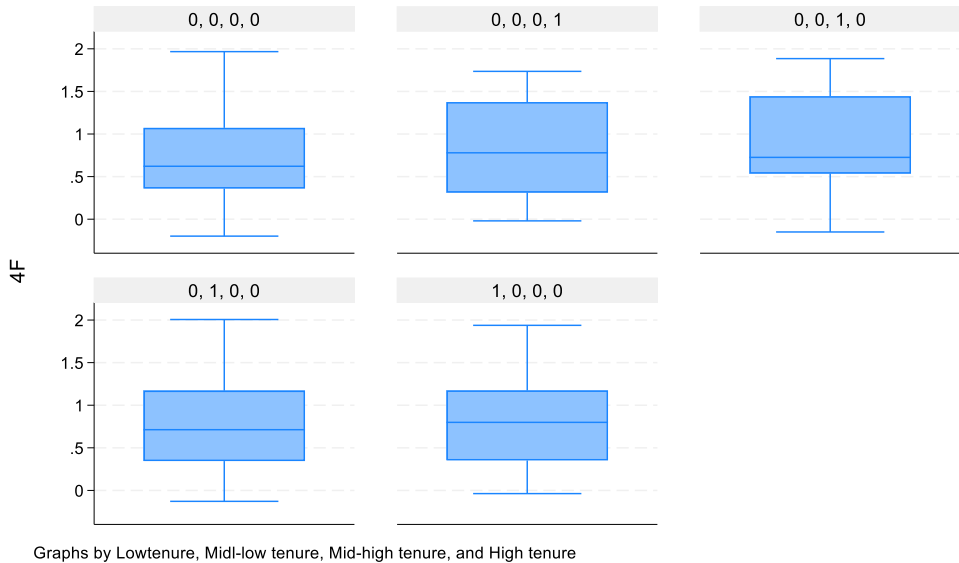 0, 0, 0, 0
0, 0, 0, 1
0, 0, 1, 0
2
1.5
1
.5
0
4F
0, 1, 0, 0
1, 0, 0, 0
2
1.5
1
.5
0
Graphs by Lowtenure, Midl-low tenure, Mid-high tenure, and High tenure